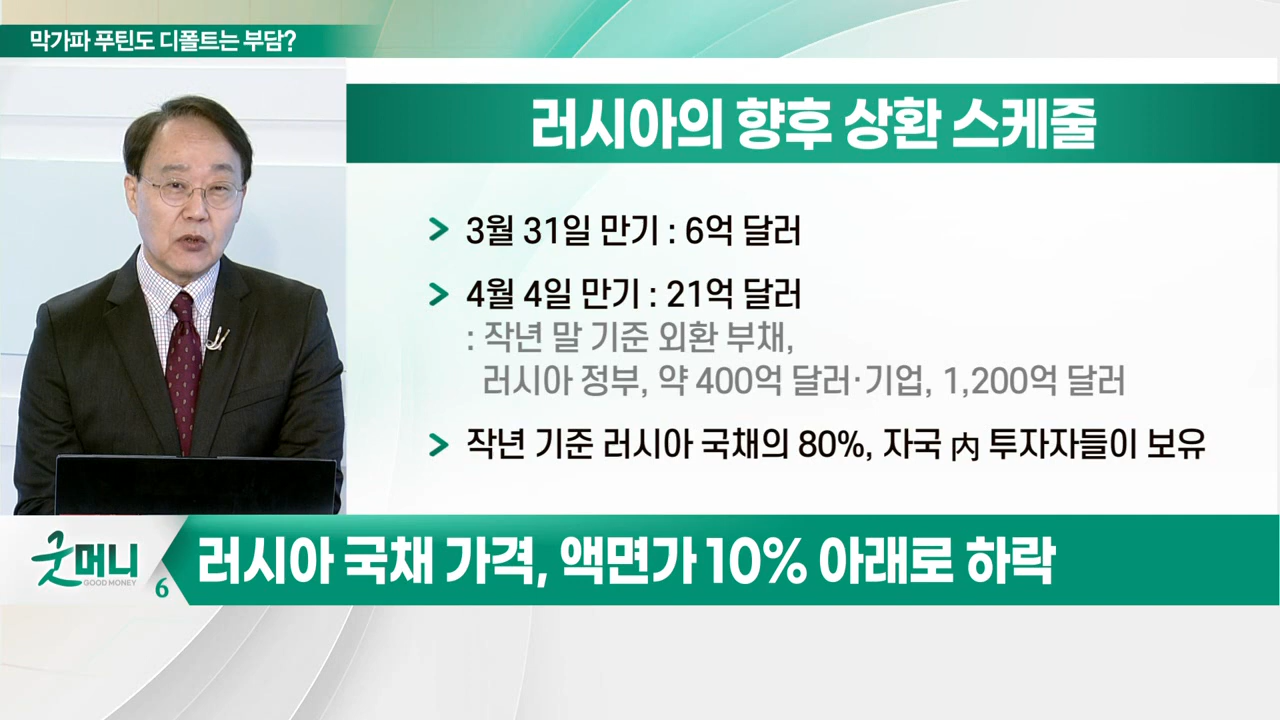 막가파 푸틴도 디폴트는 부담?
러시아의 향후 상환 스케줄
> 3월 31일 만기 : 6억 달러
> 4월 4일 만기 : 21억 달러
: 작년 말 기준 외환 부채,
러시아 정부, 약 400억 달러·기업, 1,200억 달러
> 작년 기준 러시아 국채의 80%, 자국 內 투자자들이 보유
굿머니
GOOD MONEY
6
러시아 국채 가격, 액면가 10% 아래로 하락